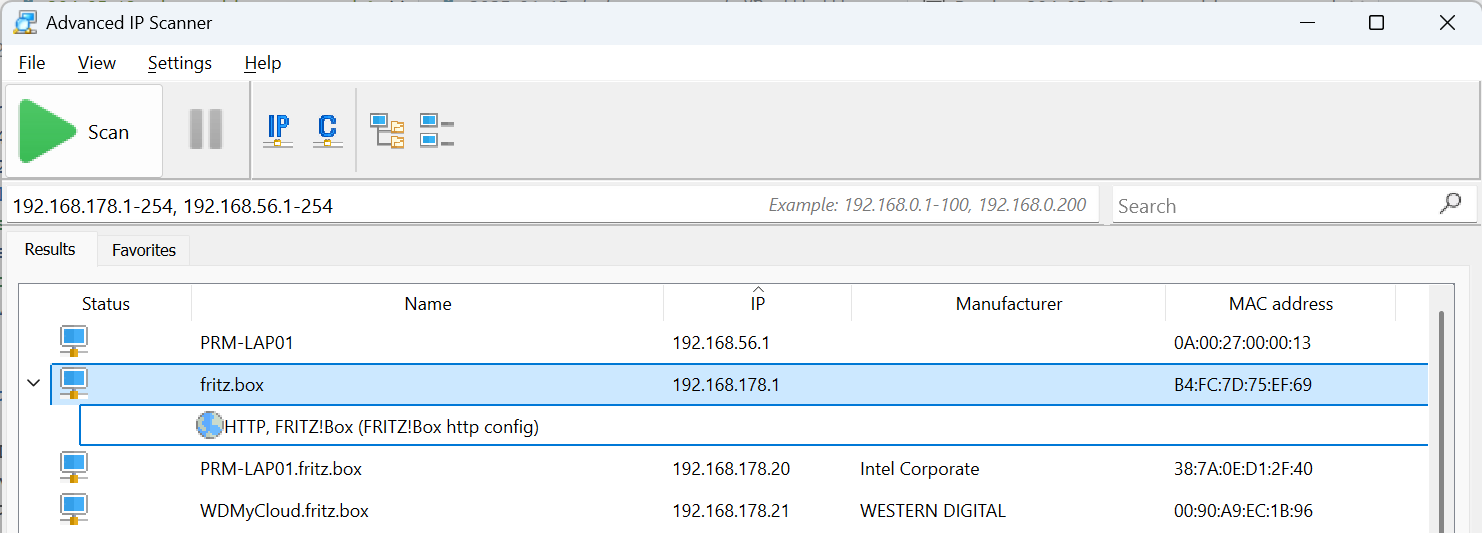 Advanced IP Scanner
File View Settings Help
Scan
IP C
192.168.178.1-254, 192.168.56.1-254 Example: 192.168.0.1-100, 192.168.0.200 Search
Results Favorites
Status Name IP Manufacturer MAC address
PRM-LAP01 192.168.56.1 0A:00:27:00:00:13
fritz.box 192.168.178.1 B4:FC:7D:75:EF:69
HTTP, FRITZ!Box (FRITZ!Box http config)
PRM-LAP01.fritz.box 192.168.178.20 Intel Corporate 38:7A:0E:D1:2F:40
WDMyCloud.fritz.box 192.168.178.21 WESTERN DIGITAL 00:90:A9:EC:1B:96